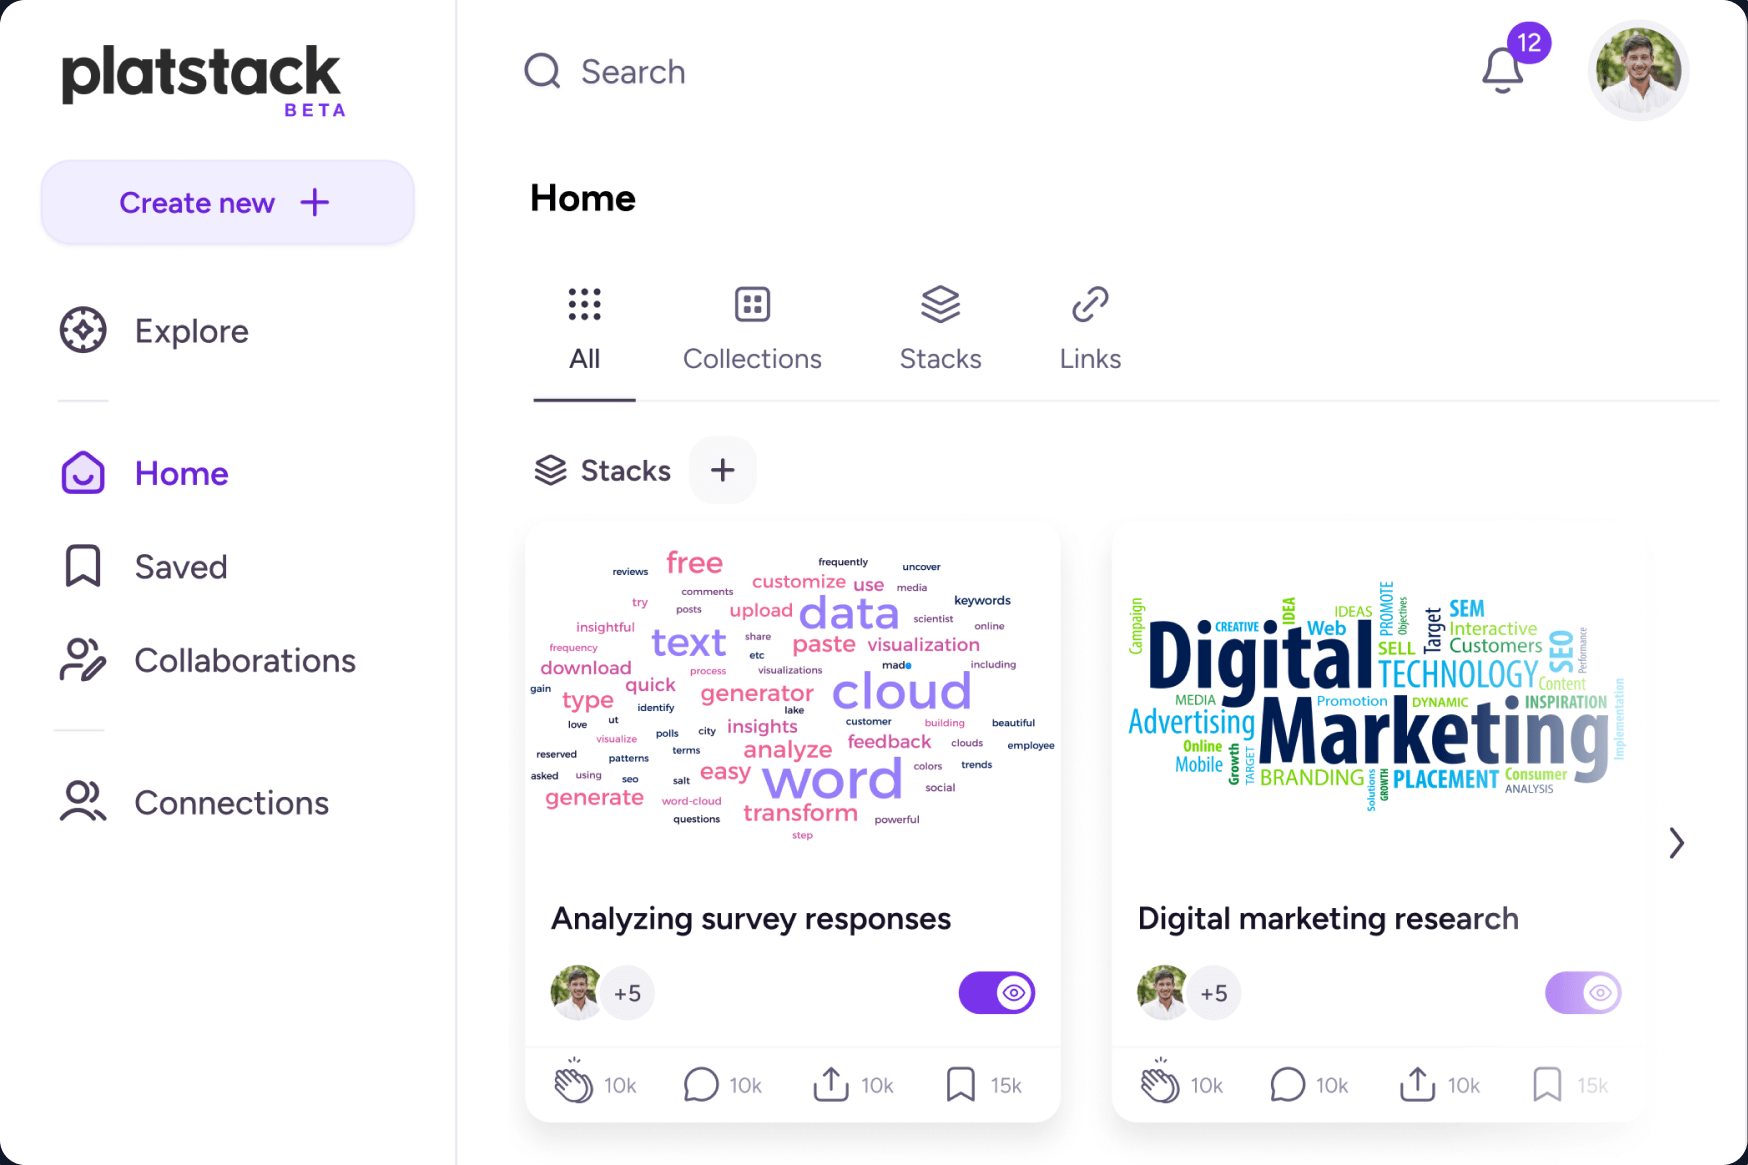 platstack
BETA
Search
12
Create new
Home
Explore
All
Collections
Stacks
Links
Home
Stacks
Saved
Collaborations
Connections
free
reviews
frequently
uncover
customize
use
media
comments
try
posts
upload
data
keywords
scientist
online
insightful
text
share
paste
visualization
frequency
etc
download
process
visualizations
made
including
gain
type
quick
generator
cloud
identify
lake
love
ut
customer
building
beautiful
visualize
polls
city
insights
feedback
clouds
employee
reserved
patterns
terms
analyze
asked
using
seo
salt
easy
word
colors
trends
social
generate
word-cloud
transform
questions
powerful
step
Campaign
CREATIVE
IDEA
IDEAS
Web
PROMOTE
Objectives
Target
SEM
Interactive
Customers
SELL
SEO
Performance
Digital
TECHNOLOGY
Content
MEDIA
Promotion
DYNAMIC
INSPIRATION
Implementation
Advertising
Marketing
Online
Mobile
Growth
TARGET
BRANDING
Solutions
GROWTH
PLACEMENT
Consumer
ANALYSIS
Analyzing survey responses
+5
10k
10k
10k
15k
Digital marketing research
+5
10k
10k
10k
15k